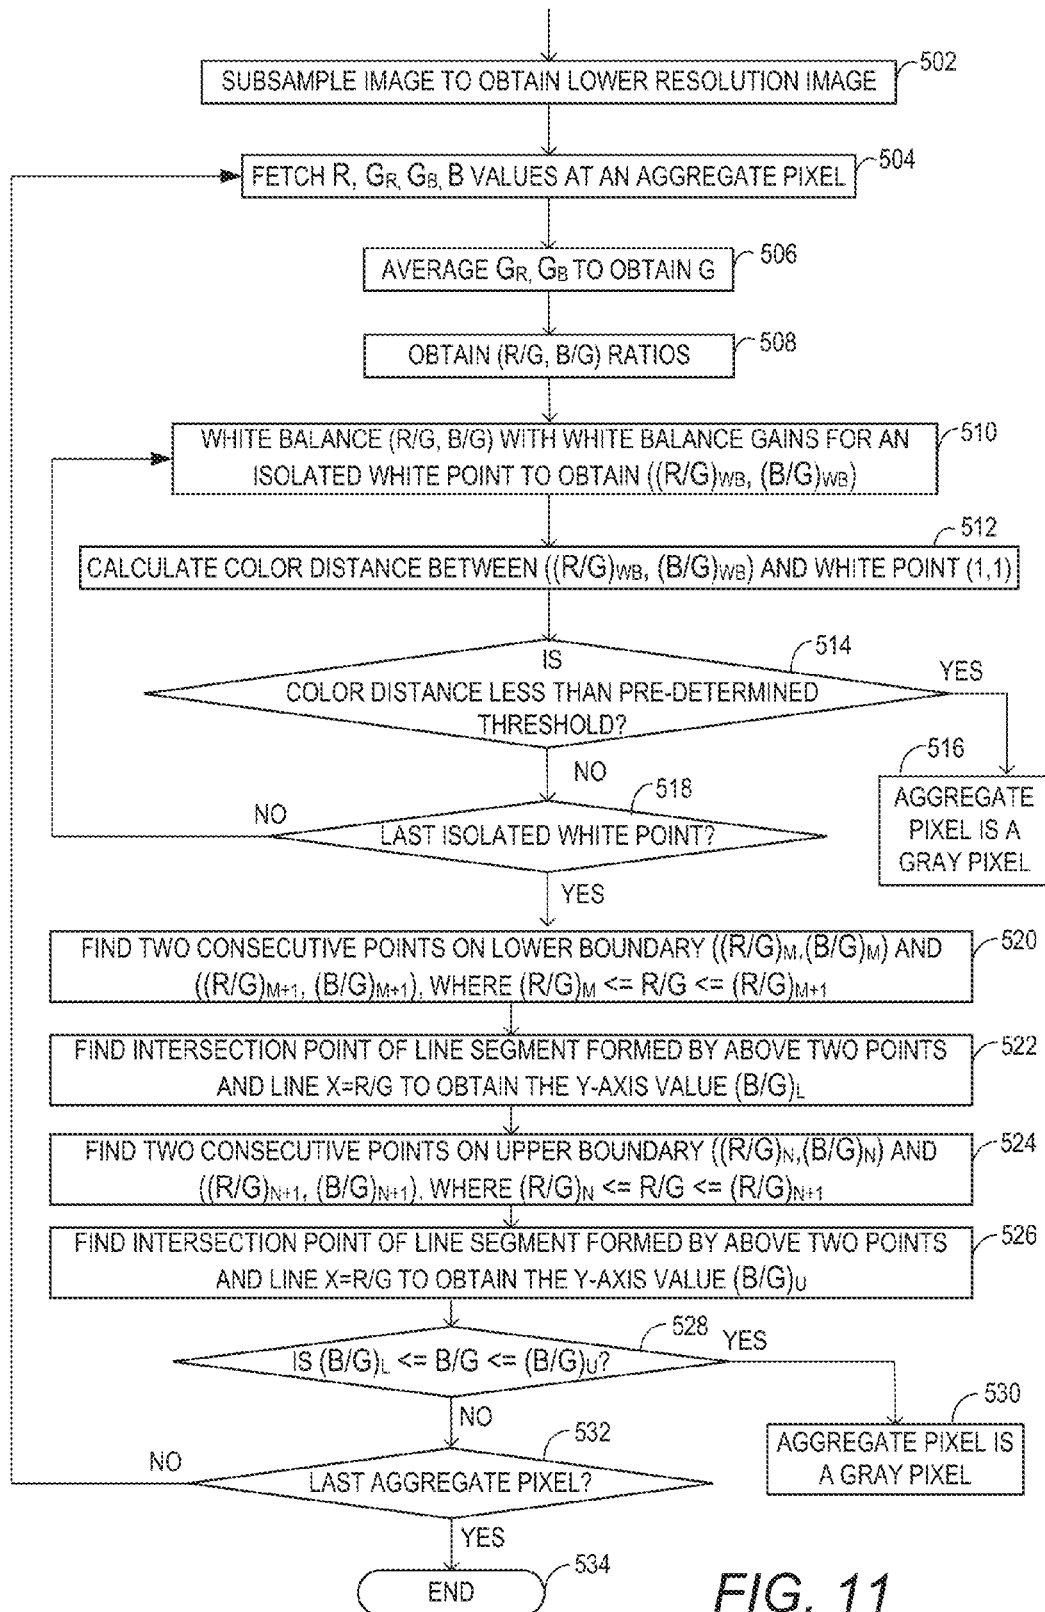 502
SUBSAMPLE IMAGE TO OBTAIN LOWER RESOLUTION IMAGE
504
FETCH R, GR, GB, B VALUES AT AN AGGREGATE PIXEL
506
AVERAGE GR, GB TO OBTAIN G
508
OBTAIN (R/G, B/G) RATIOS
WHITE BALANCE (R/G, B/G) WITH WHITE BALANCE GAINS FOR AN
510
ISOLATED WHITE POINT TO OBTAIN ((R/G)WB, (B/G)WB)
512
CALCULATE COLOR DISTANCE BETWEEN ((R/G)WB, (B/G)WB) AND WHITE POINT (1,1)
514
IS
COLOR DISTANCE LESS THAN PRE-DETERMINED
THRESHOLD?
YES
NO
516
AGGREGATE
PIXEL IS A
GRAY PIXEL
518
LAST ISOLATED WHITE POINT?
NO
YES
FIND TWO CONSECUTIVE POINTS ON LOWER BOUNDARY ((R/G)M,(B/G)M) AND
((R/G)M+1, (B/G)M+1), WHERE (R/G)M <= R/G <= (R/G)M+1
520
FIND INTERSECTION POINT OF LINE SEGMENT FORMED BY ABOVE TWO POINTS
AND LINE X=R/G TO OBTAIN THE Y-AXIS VALUE (B/G)L
522
FIND TWO CONSECUTIVE POINTS ON UPPER BOUNDARY ((R/G)N,(B/G)N) AND
((R/G)N+1, (B/G)N+1), WHERE (R/G)N <= R/G <= (R/G)N+1
524
FIND INTERSECTION POINT OF LINE SEGMENT FORMED BY ABOVE TWO POINTS
AND LINE X=R/G TO OBTAIN THE Y-AXIS VALUE (B/G)U
526
528
IS (B/G)L <= B/G <= (B/G)U?
YES
NO
530
AGGREGATE PIXEL IS
A GRAY PIXEL
532
LAST AGGREGATE PIXEL?
NO
YES
534
END
FIG. 11